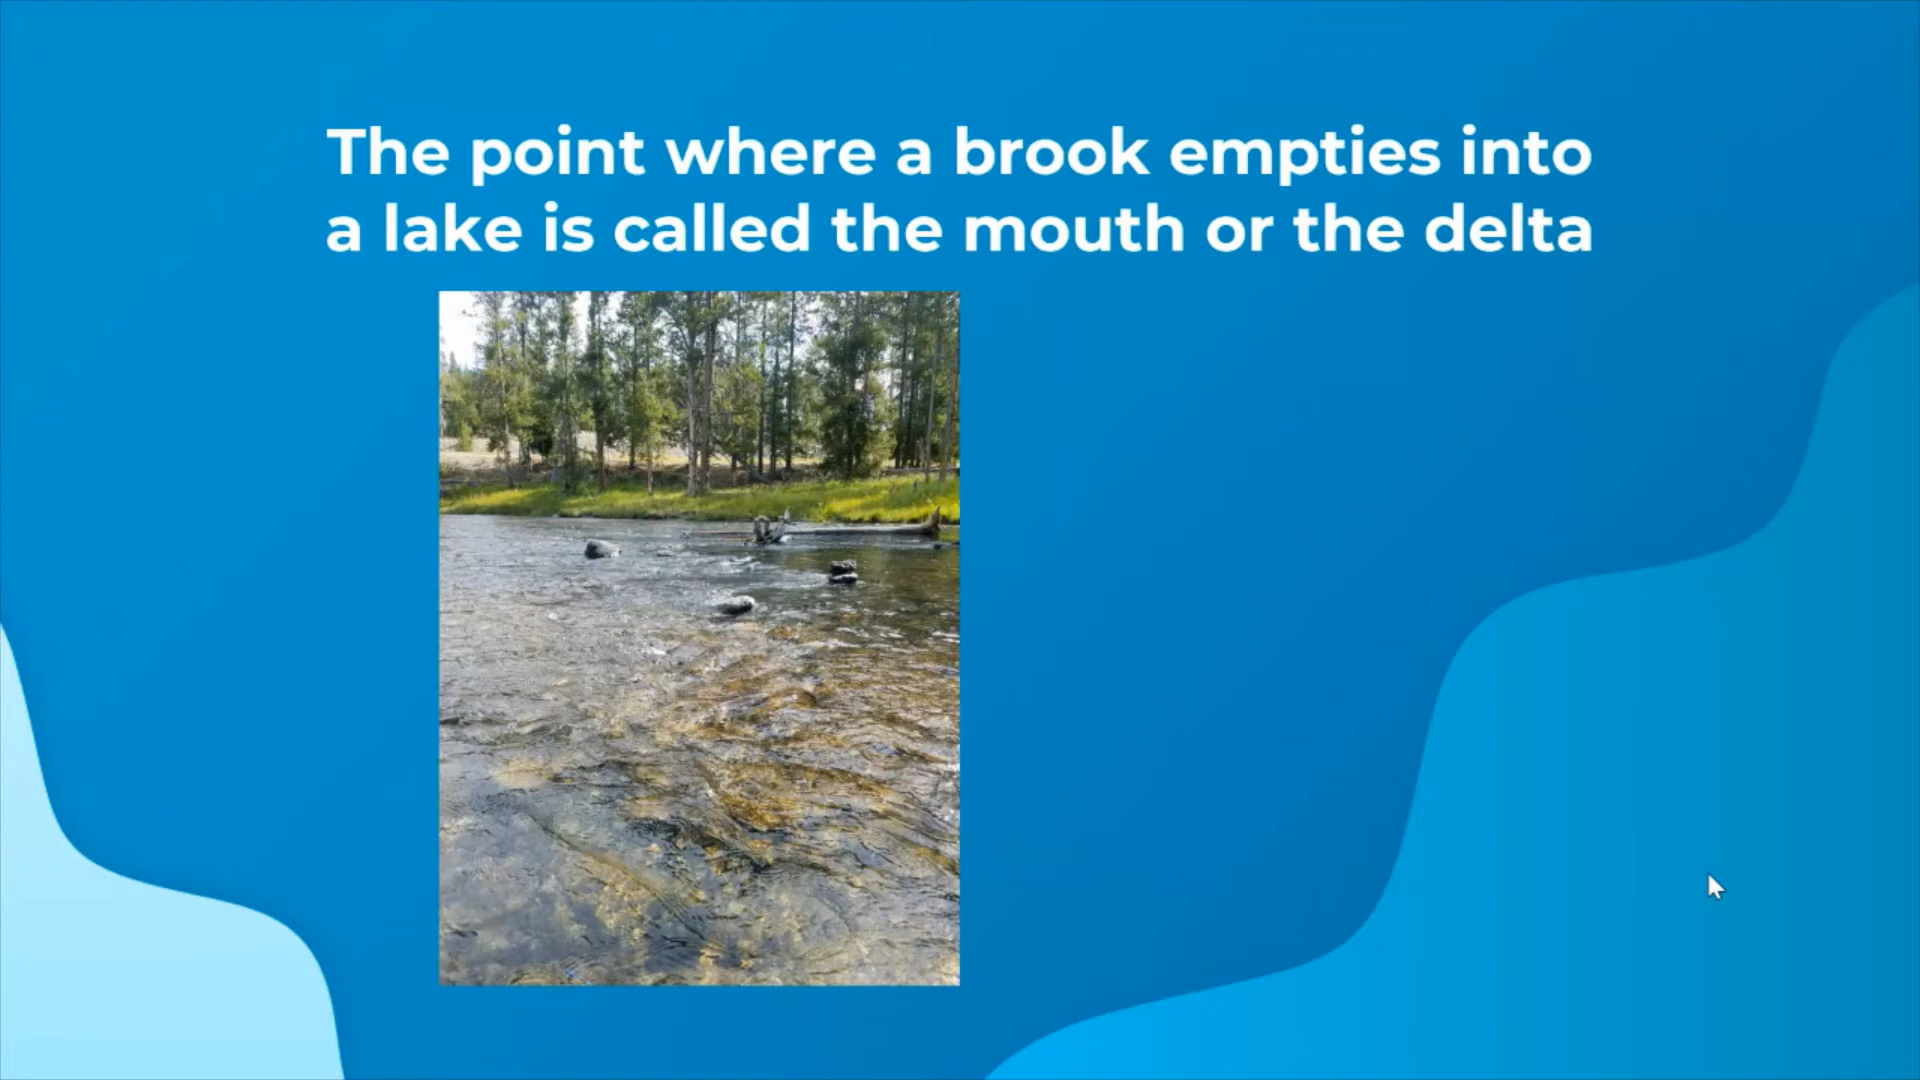 The point where a brook empties into
a lake is called the mouth or the delta